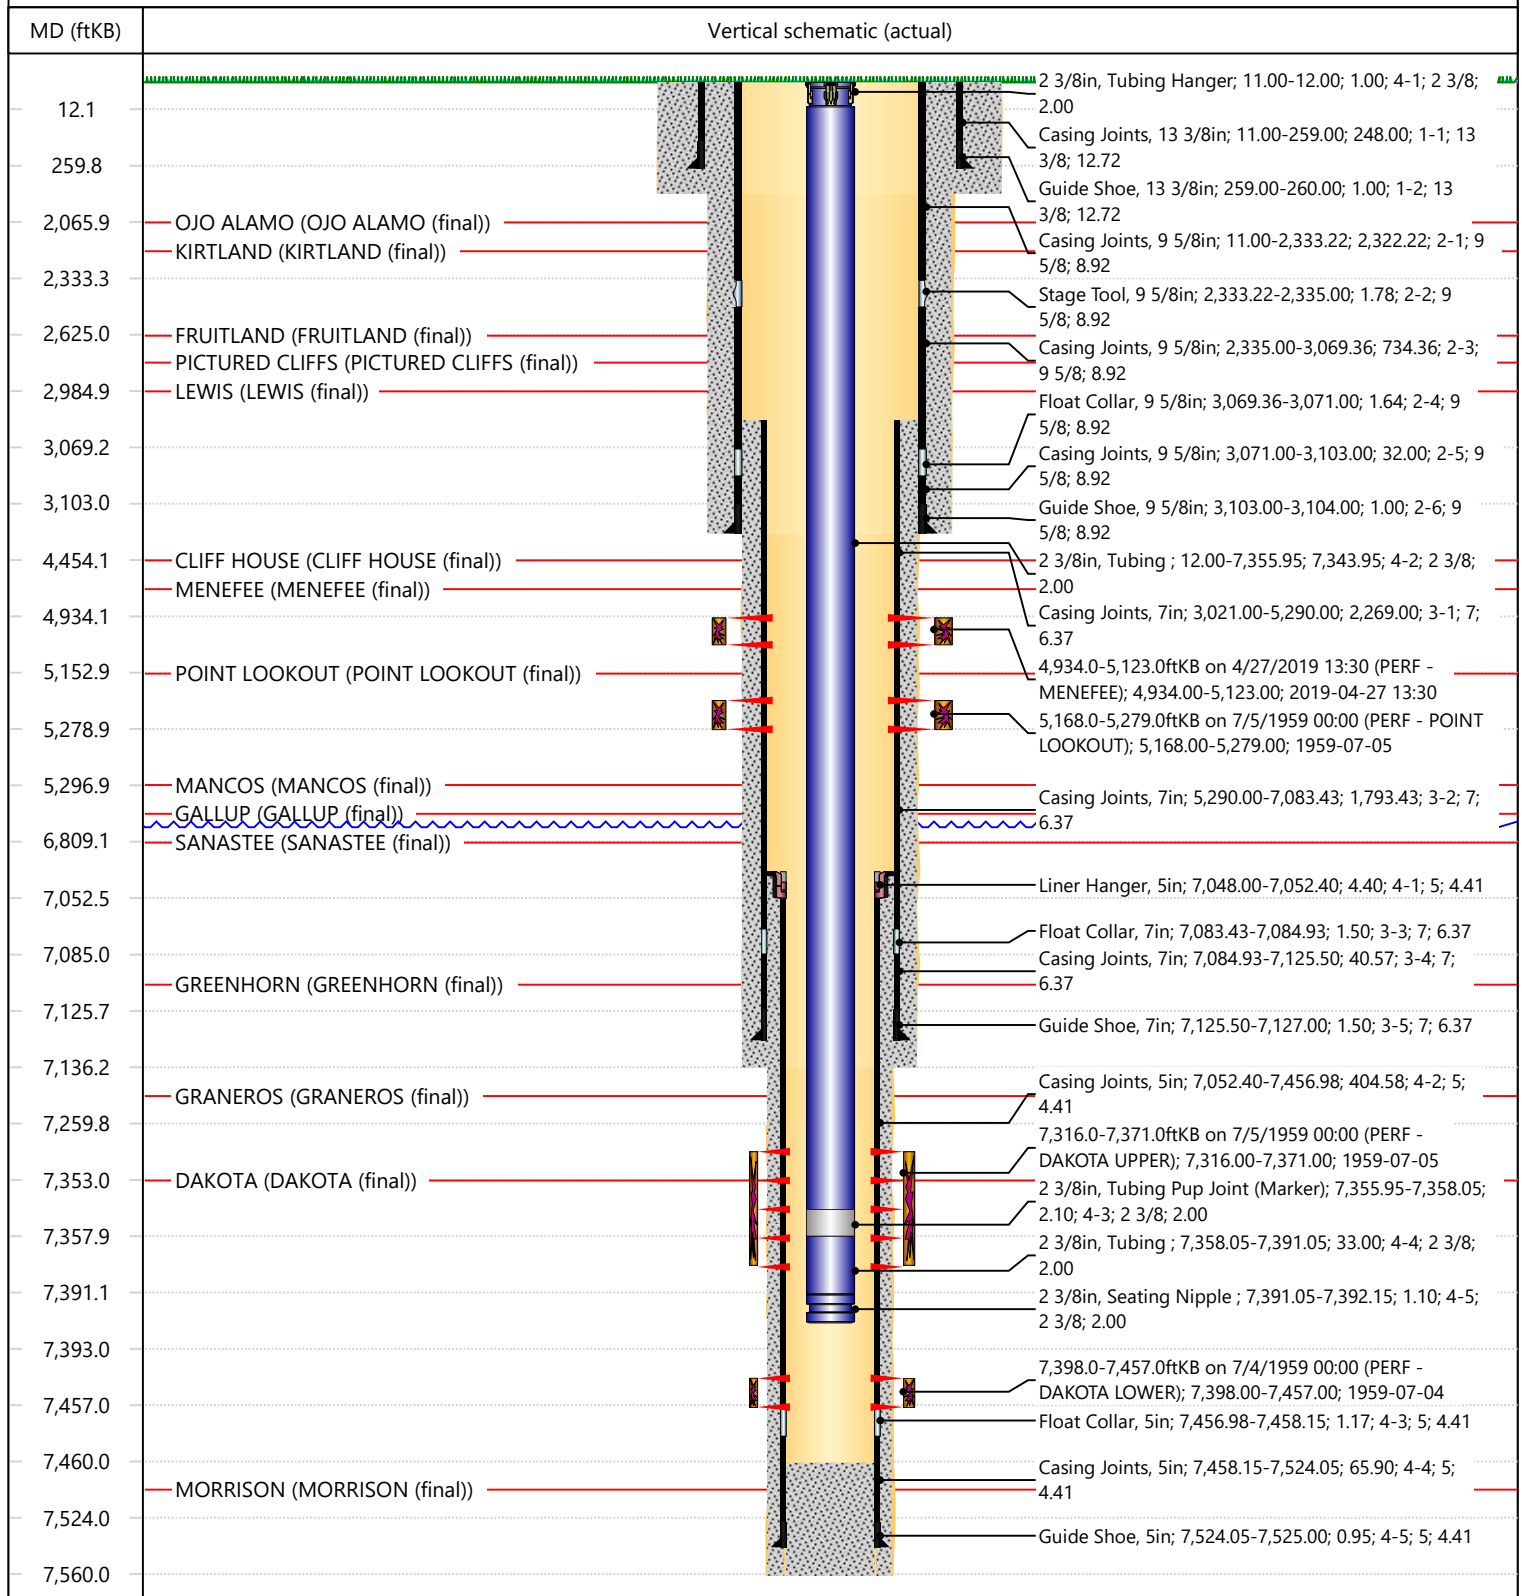 MD (ftKB)
Vertical schematic (actual)
12.1
259.8
2,065.9
2,333.3
2,625.0
2,984.9
3,069.2
3,103.0
4,454.1
4,934.1
5,152.9
5,278.9
5,296.9
6,809.1
7,052.5
7,085.0
7,125.7
7,136.2
7,259.8
7,353.0
7,357.9
7,391.1
7,393.0
7,457.0
7,460.0
7,524.0
7,560.0
OJO ALAMO (OJO ALAMO (final))
KIRTLAND (KIRTLAND (final))
FRUITLAND (FRUITLAND (final))
PICTURED CLIFFS (PICTURED CLIFFS (final))
LEWIS (LEWIS (final))
CLIFF HOUSE (CLIFF HOUSE (final))
MENEFEE (MENEFEE (final))
POINT LOOKOUT (POINT LOOKOUT (final))
MANCOS (MANCOS (final))
GALLUP (GALLUP (final))
SANASTEE (SANASTEE (final))
GREENHORN (GREENHORN (final))
GRANEROS (GRANEROS (final))
DAKOTA (DAKOTA (final))
MORRISON (MORRISON (final))
2 3/8in, Tubing Hanger; 11.00-12.00; 1.00; 4-1; 2 3/8;
2.00
Casing Joints, 13 3/8in; 11.00-259.00; 248.00; 1-1; 13
3/8; 12.72
Guide Shoe, 13 3/8in; 259.00-260.00; 1.00; 1-2; 13
3/8; 12.72
Casing Joints, 9 5/8in; 11.00-2,333.22; 2,322.22; 2-1; 9
5/8; 8.92
Stage Tool, 9 5/8in; 2,333.22-2,335.00; 1.78; 2-2; 9
5/8; 8.92
Casing Joints, 9 5/8in; 2,335.00-3,069.36; 734.36; 2-3;
9 5/8; 8.92
Float Collar, 9 5/8in; 3,069.36-3,071.00; 1.64; 2-4; 9
5/8; 8.92
Casing Joints, 9 5/8in; 3,071.00-3,103.00; 32.00; 2-5; 9
5/8; 8.92
Guide Shoe, 9 5/8in; 3,103.00-3,104.00; 1.00; 2-6; 9
5/8; 8.92
2 3/8in, Tubing ; 12.00-7,355.95; 7,343.95; 4-2; 2 3/8;
2.00
Casing Joints, 7in; 3,021.00-5,290.00; 2,269.00; 3-1; 7;
6.37
4,934.0-5,123.0ftKB on 4/27/2019 13:30 (PERF -
MENEFEE); 4,934.00-5,123.00; 2019-04-27 13:30
5,168.0-5,279.0ftKB on 7/5/1959 00:00 (PERF - POINT
LOOKOUT); 5,168.00-5,279.00; 1959-07-05
Casing Joints, 7in; 5,290.00-7,083.43; 1,793.43; 3-2; 7;
6.37
Liner Hanger, 5in; 7,048.00-7,052.40; 4.40; 4-1; 5; 4.41
Float Collar, 7in; 7,083.43-7,084.93; 1.50; 3-3; 7; 6.37
Casing Joints, 7in; 7,084.93-7,125.50; 40.57; 3-4; 7;
6.37
Guide Shoe, 7in; 7,125.50-7,127.00; 1.50; 3-5; 7; 6.37
Casing Joints, 5in; 7,052.40-7,456.98; 404.58; 4-2; 5;
4.41
7,316.0-7,371.0ftKB on 7/5/1959 00:00 (PERF -
DAKOTA UPPER); 7,316.00-7,371.00; 1959-07-05
2 3/8in, Tubing Pup Joint (Marker); 7,355.95-7,358.05;
2.10; 4-3; 2 3/8; 2.00
2 3/8in, Tubing ; 7,358.05-7,391.05; 33.00; 4-4; 2 3/8;
2.00
2 3/8in, Seating Nipple ; 7,391.05-7,392.15; 1.10; 4-5;
2 3/8; 2.00
7,398.0-7,457.0ftKB on 7/4/1959 00:00 (PERF -
DAKOTA LOWER); 7,398.00-7,457.00; 1959-07-04
Float Collar, 5in; 7,456.98-7,458.15; 1.17; 4-3; 5; 4.41
Casing Joints, 5in; 7,458.15-7,524.05; 65.90; 4-4; 5;
4.41
Guide Shoe, 5in; 7,524.05-7,525.00; 0.95; 4-5; 5; 4.41